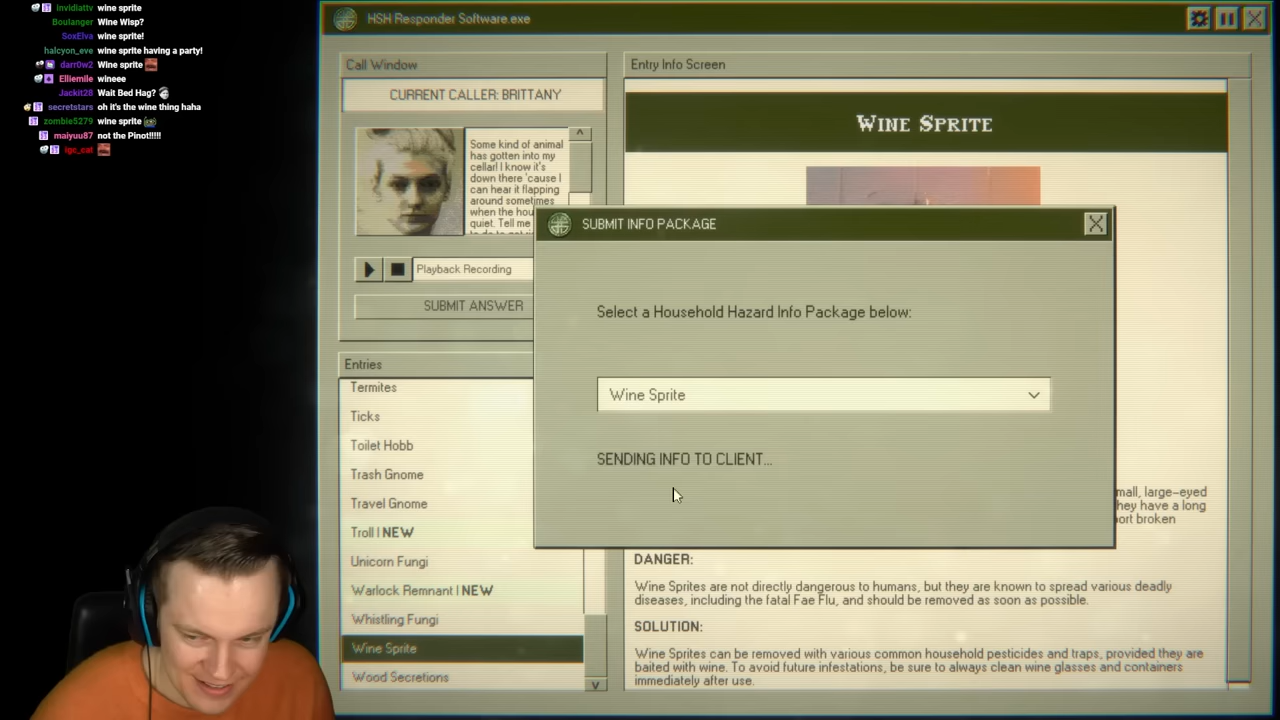 invidiattv wine sprite
Boulanger Wine Wisp?
SoxElva wine sprite!
halcyon_eve wine sprite having a party!
darr0w2 Wine sprite
Elliemile wineee
Jackit28 Wait Bed Hag?
secretstars oh it's the wine thing haha
zombie5279 wine sprite
maiyuu87 not the Pinot!!!!!
igc_cat
HSH Responder Software.exe
Call Window
CURRENT CALLER: BRITTANY
Some kind of animal
has gotten into my
cellar! I know it's
down there 'cause I
can hear it flapping
around sometimes
when the hou
quiet. Tell me
Playback Recording
SUBMIT ANSWER
Entries
Termites
Ticks
Toilet Hobb
Trash Gnome
Travel Gnome
Troll | NEW
Unicorn Fungi
Warlock Remnant | NEW
Whistling Fungi
Wine Sprite
Wood Secretions
Entry Info Screen
WINE SPRITE
SUBMIT INFO PACKAGE
Select a Household Hazard Info Package below:
Wine Sprite
SENDING INFO TO CLIENT...
mall, large-eyed
hey have a long
ort broken
DANGER:
Wine Sprites are not directly dangerous to humans, but they are known to spread various deadly
diseases, including the fatal Fae Flu, and should be removed as soon as possible.
SOLUTION:
Wine Sprites can be removed with various common household pesticides and traps, provided they are
baited with wine. To avoid future infestations, be sure to always clean wine glasses and containers
immediately after use.